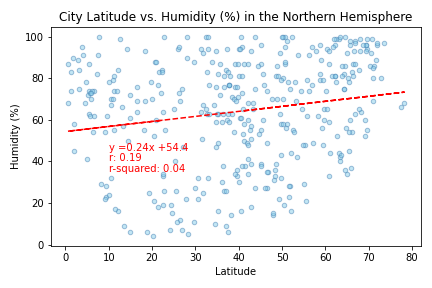 City Latitude vs. Humidity (%) in the Northern Hemisphere
Humidity (%)
100
80
60
40
20
0
y =0.24x +54.4
r: 0.19
r-squared: 0.04
0 10 20 30 40 50 60 70 80
Latitude